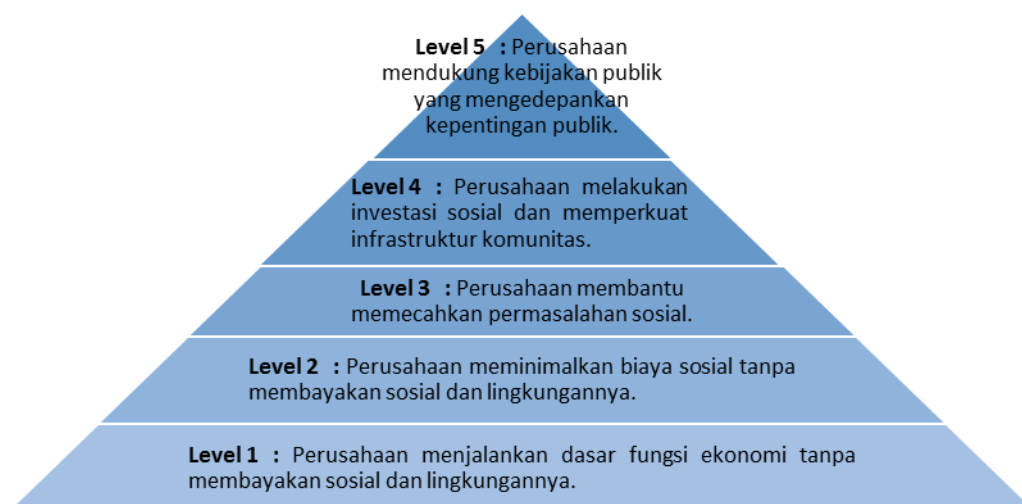 Level 5 : Perusahaan
mendukung kebijakan publik
yang mengedepankan
kepentingan publik.
Level 4 : Perusahaan melakukan
investasi sosial dan memperkuat
infrastruktur komunitas.
Level 3 : Perusahaan membantu
memecahkan permasalahan sosial.
Level 2 : Perusahaan meminimalkan biaya sosial tanpa
membayakan sosial dan lingkungannya.
Level 1 : Perusahaan menjalankan dasar fungsi ekonomi tanpa
membayakan sosial dan lingkungannya.